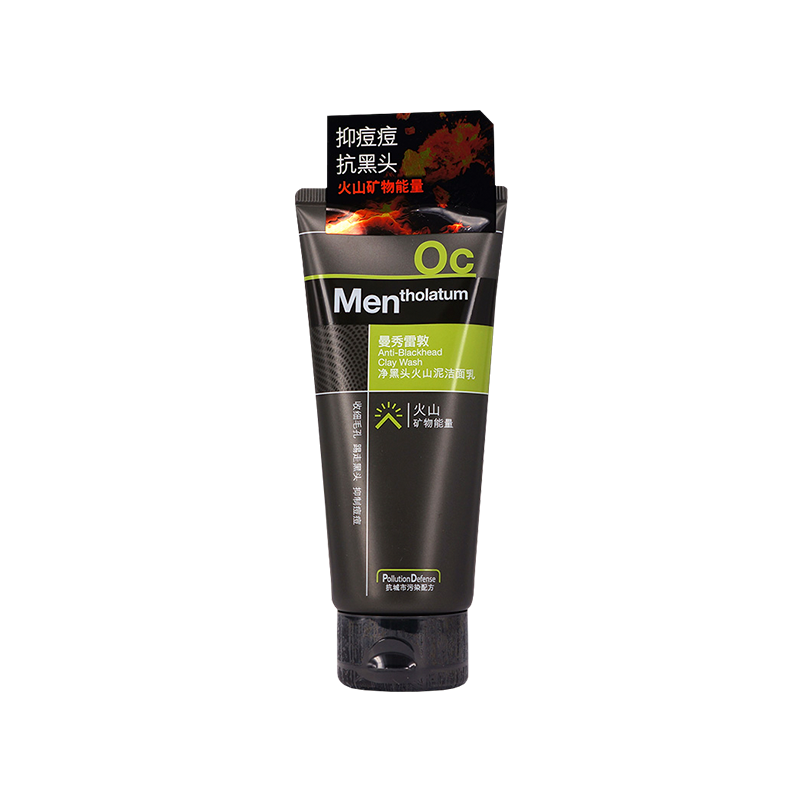 抑痘痘
抗黑头
火山矿物能量
Oc
Mentholatum
曼秀雷敦
Anti-Blackhead
Clay Wash
净黑头火山泥洁面乳
火山
矿物能量
收细毛孔 踢走黑头 抑制痘痘
PollutionDefense
抗城市污染配方